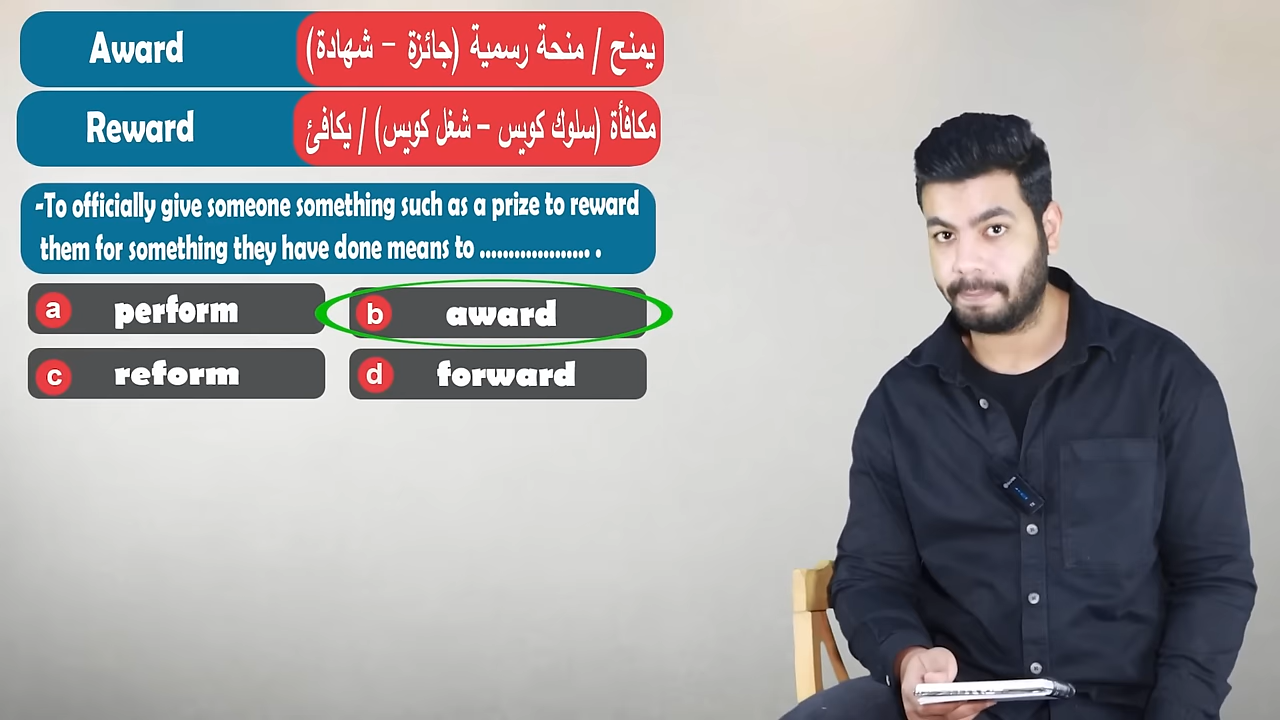 Award
يمنح / منحة رسمية (جائزة - شهادة)
Reward
مكافأة (سلوك كويس - شغل كويس) / يكافئ
-To officially give someone something such as a prize to reward
them for something they have done means to ................... .
a perform
b award
c reform
d forward